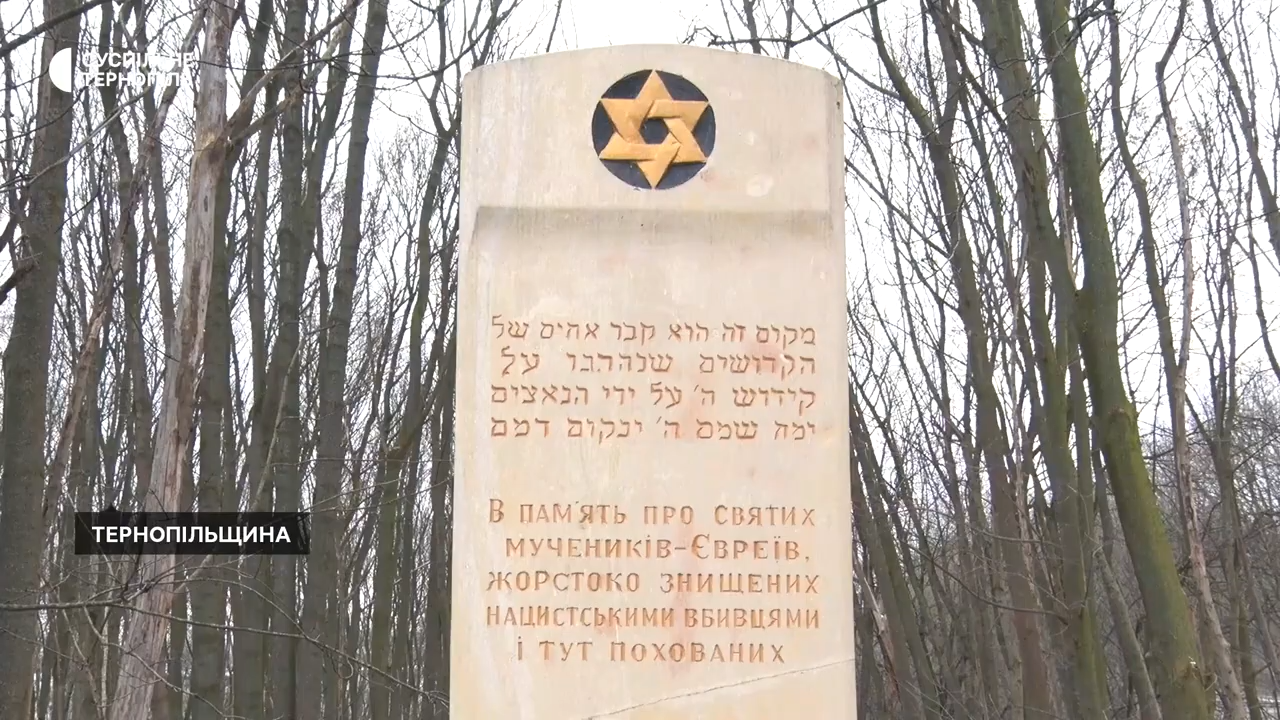 СУСПІЛЬНЕ
ТЕРНОПІЛЬ
מקום זה הוא קבר אחים של
הקדושים שנהרגו על
קידוש ה׳ על ידי הנאצים
ימח שמם ה׳ ינקום דמם
В ПАМ'ЯТЬ ПРО СВЯТИХ
МУЧЕНИКІВ-ЄВРЕЇВ,
ЖОРСТОКО ЗНИЩЕНИХ
НАЦИСТСЬКИМИ ВБИВЦЯМИ
І ТУТ ПОХОВАНИХ
ТЕРНОПІЛЬЩИНА